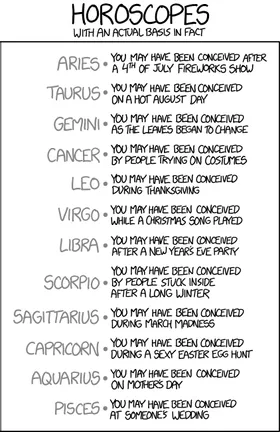 HOROSCOPES
WITH AN ACTUAL BASIS IN FACT
ARIES • YOU MAY HAVE BEEN CONCEIVED AFTER
A 4TH OF JULY FIREWORKS SHOW
TAURUS • YOU MAY HAVE BEEN CONCEIVED
ON A HOT AUGUST DAY
GEMINI • YOU MAY HAVE BEEN CONCEIVED
AS THE LEAVES BEGAN TO CHANGE
CANCER • YOU MAY HAVE BEEN CONCEIVED
BY PEOPLE TRYING ON COSTUMES
LEO • YOU MAY HAVE BEEN CONCEIVED
DURING THANKSGIVING
VIRGO • YOU MAY HAVE BEEN CONCEIVED
WHILE A CHRISTMAS SONG PLAYED
LIBRA • YOU MAY HAVE BEEN CONCEIVED
AFTER A NEW YEAR'S EVE PARTY
SCORPIO • YOU MAY HAVE BEEN CONCEIVED
BY PEOPLE STUCK INSIDE
AFTER A LONG WINTER
SAGITTARIUS • YOU MAY HAVE BEEN CONCEIVED
DURING MARCH MADNESS
CAPRICORN • YOU MAY HAVE BEEN CONCEIVED
DURING A SEXY EASTER EGG HUNT
AQUARIUS • YOU MAY HAVE BEEN CONCEIVED
ON MOTHER'S DAY
PISCES • YOU MAY HAVE BEEN CONCEIVED
AT SOMEONE'S WEDDING